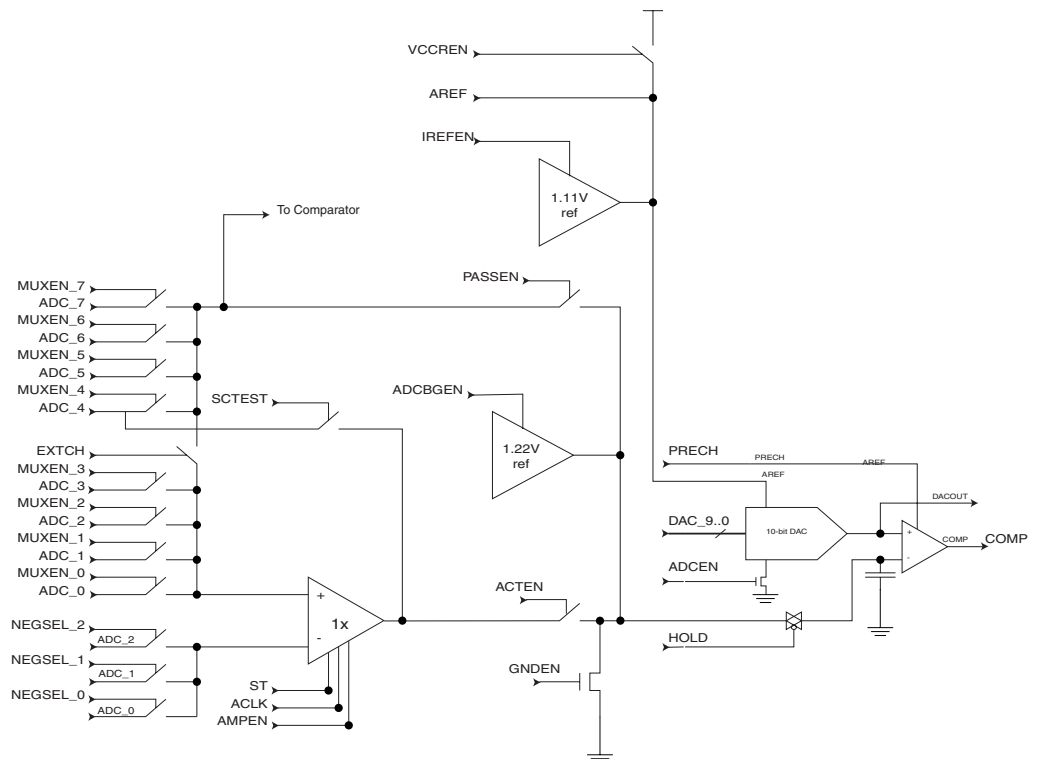 VCCREN
AREF
IREFEN
1.11V
ref
To Comparator
PASSEN
MUXEN_7
ADC_7
MUXEN_6
ADC_6
MUXEN_5
ADC_5
MUXEN_4
ADC_4
SCTEST
ADCBGEN
1.22V
ref
EXTCH
MUXEN_3
ADC_3
MUXEN_2
ADC_2
MUXEN_1
ADC_1
MUXEN_0
ADC_0
PRECH
PRECH
AREF
AREF
DACOUT
DAC_9..0
10-bit DAC
+
-
COMP
COMP
ADCEN
ACTEN
+
1x
-
NEGSEL_2
ADC_2
NEGSEL_1
ADC_1
NEGSEL_0
ADC_0
HOLD
GNDEN
ST
ACLK
AMPEN